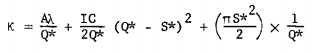 K = Aλ/Q* + IC/2Q* (Q* - S*)² + (πS*²/2) × 1/Q*